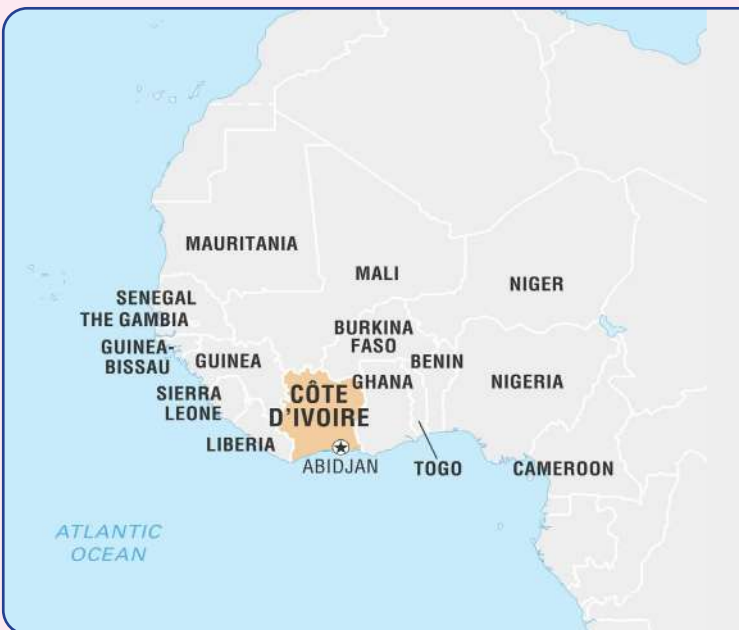 MAURITANIA
MALI
NIGER
SENEGAL
THE GAMBIA
BURKINA
FASO
GUINEA-
BISSAU
GUINEA
BENIN
GHANA
NIGERIA
SIERRA
LEONE
CÔTE
D'IVOIRE
LIBERIA
ABIDJAN
TOGO
CAMEROON
ATLANTIC
OCEAN